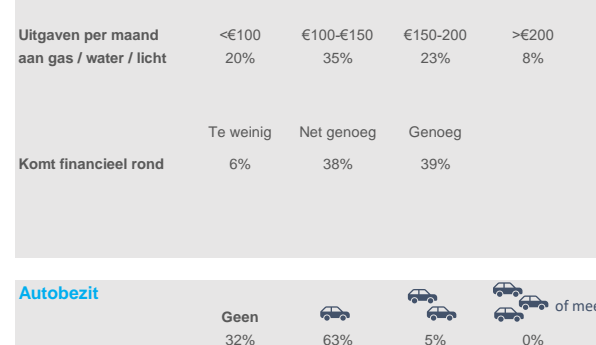 Uitgaven per maand <€100 €100-€150 €150-200 >€200
aan gas / water / licht 20% 35% 23% 8%
Te weinig Net genoeg Genoeg
Komt financieel rond 6% 38% 39%
Autobezit
of
Geen
32% 63% 5% 0%